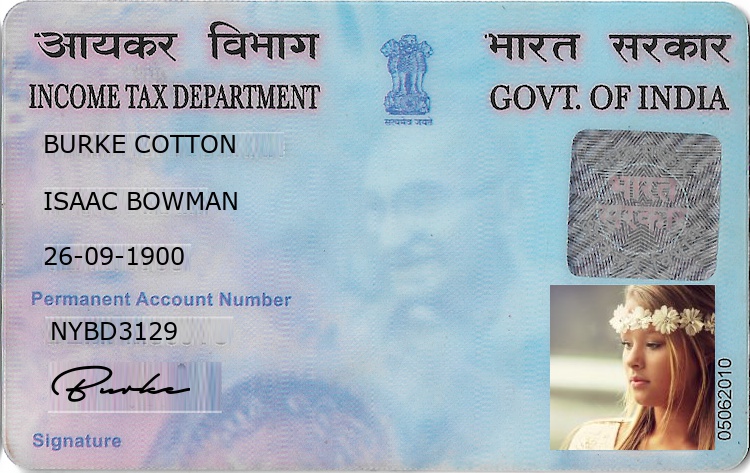 आयकर विभाग
भारत सरकार
INCOME TAX DEPARTMENT
GOVT. OF INDIA
सत्यमेव जयते
BURKE COTTON
ISAAC BOWMAN
भारत
सरकार
26-09-1900
Permanent Account Number
NYBD3129
Burke
Signature
05062010